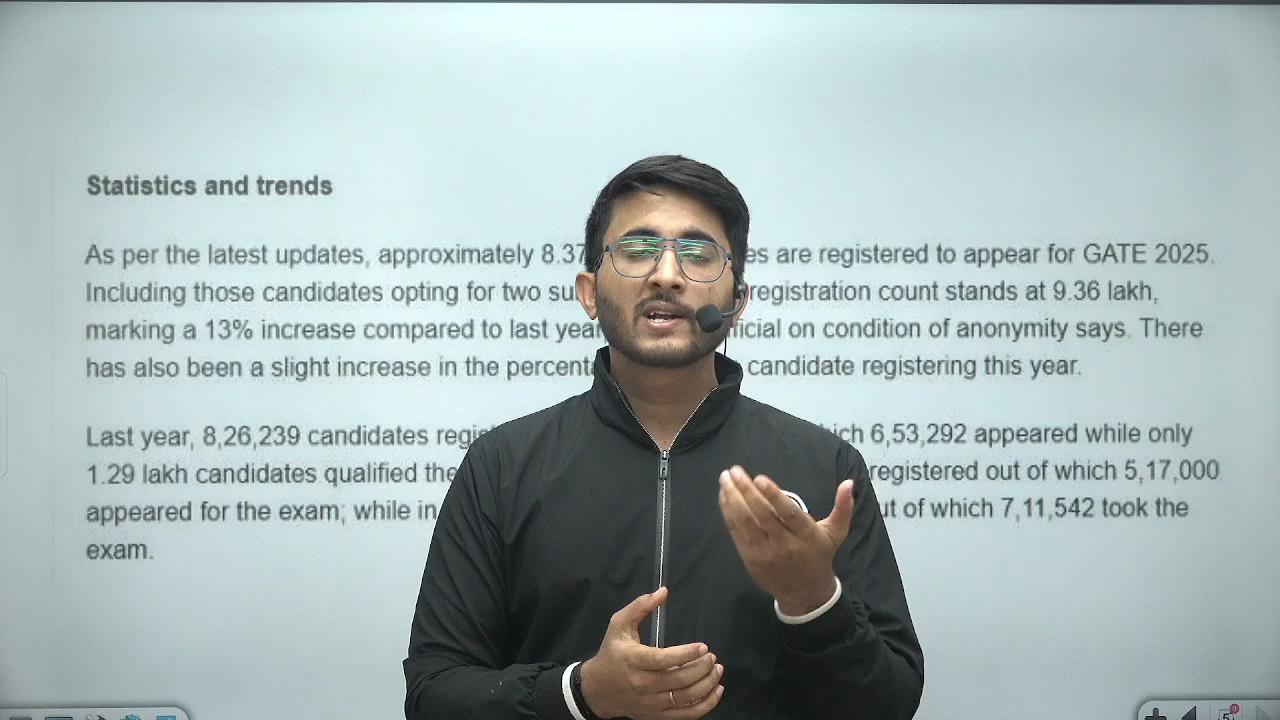 Statistics and trends
As per the latest updates, approximately 8.37 es are registered to appear for GATE 2025.
Including those candidates opting for two su registration count stands at 9.36 lakh,
marking a 13% increase compared to last year icial on condition of anonymity says. There
has also been a slight increase in the percenta candidate registering this year.
Last year, 8,26,239 candidates regis ich 6,53,292 appeared while only
1.29 lakh candidates qualified the registered out of which 5,17,000
appeared for the exam; while in ut of which 7,11,542 took the
exam.